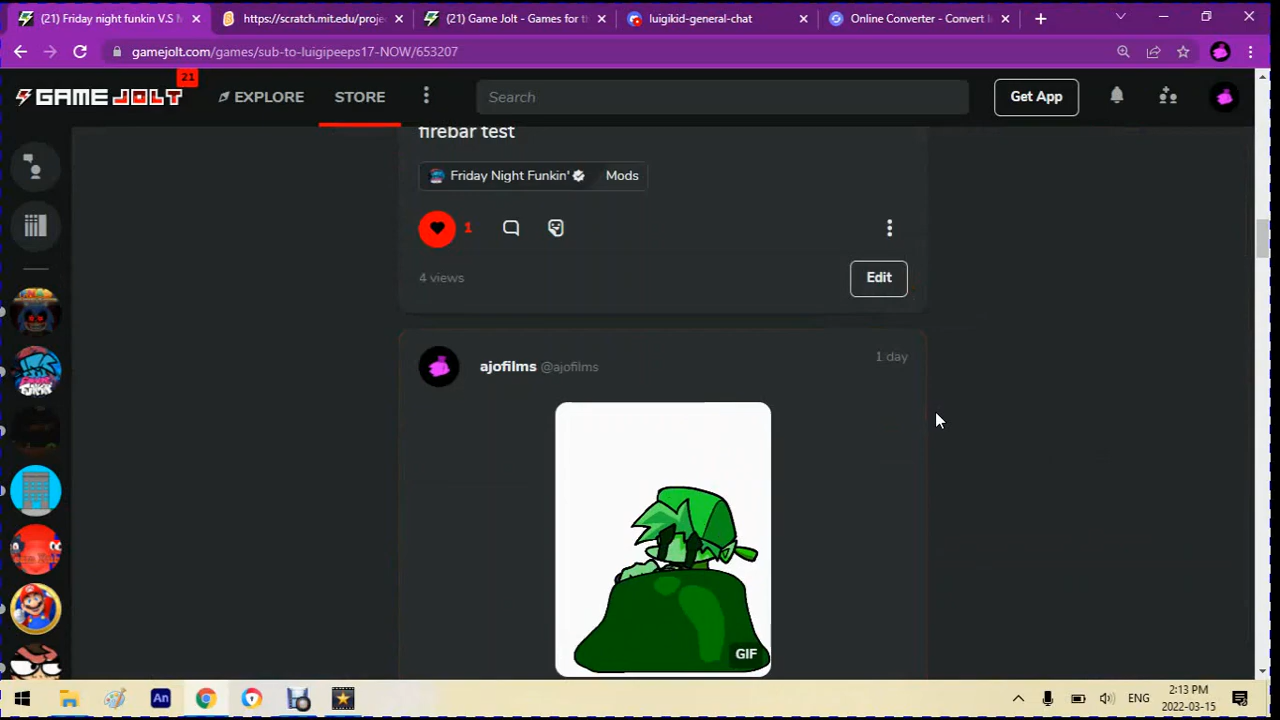 (21) Friday night funkin V.S M
https://scratch.mit.edu/proje
(21) Game Jolt - Games for th
luigikid-general-chat
Online Converter - Convert I
gamejolt.com/games/sub-to-luigipeeps17-NOW/653207
GAME JOLT
21
EXPLORE
STORE
Search
Get App
firebar test
Friday Night Funkin'
Mods
1
4 views
Edit
ajofilms @ajofilms
1 day
GIF
An
ENG
2:13 PM
2022-03-15